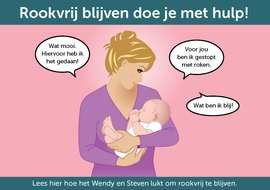 Rookvrij blijven doe je met hulp!
Wat mooi.
Hiervoor heb ik
het gedaan!
Voor jou
ben ik gestopt
met roken.
Wat ben ik blij!
Lees hier hoe het Wendy en Steven lukt om rookvrij te blijven.